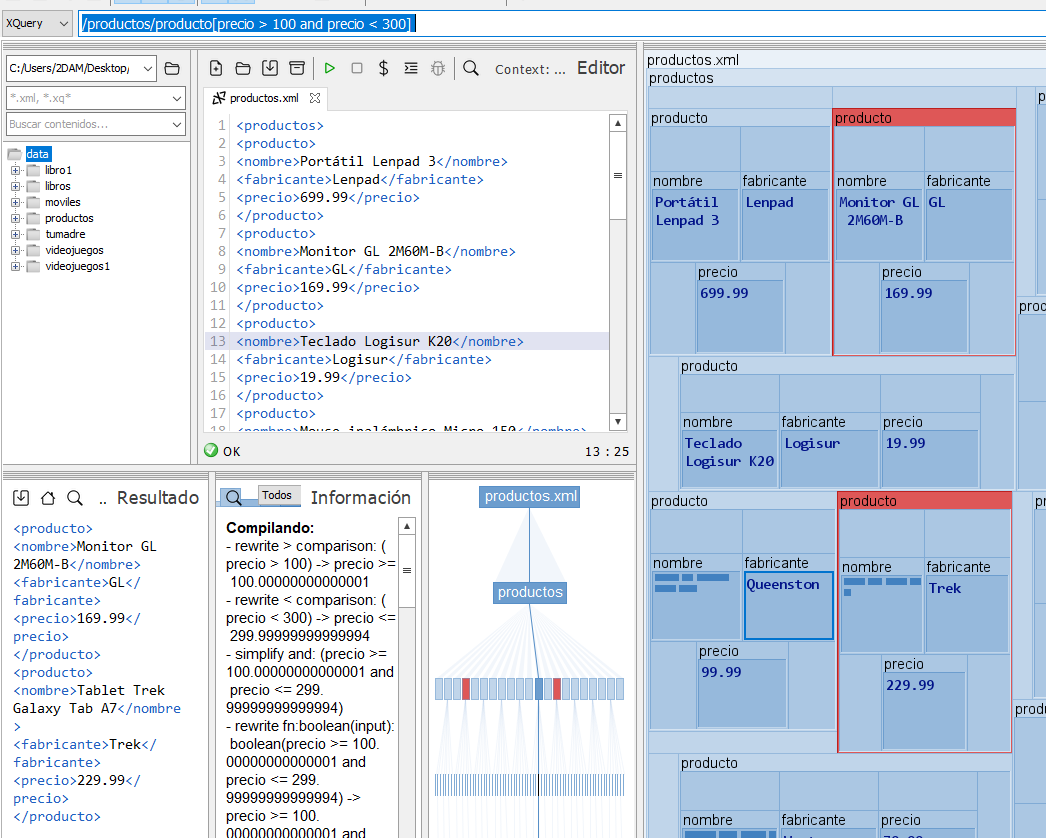 XQuery
/productos/producto[precio > 100 and precio < 300]
C:/Users/2DAM/Desktop/
*.xml, *.xq*
Buscar contenidos...
data
libro1
libros
moviles
productos
tumadre
videojuegos
videojuegos1
Context: ...
Editor
productos.xml
1 <productos>
2 <producto>
3 <nombre>Portátil Lenpad 3</nombre>
4 <fabricante>Lenpad</fabricante>
5 <precio>699.99</precio>
6 </producto>
7 <producto>
8 <nombre>Monitor GL 2M60M-B</nombre>
9 <fabricante>GL</fabricante>
10 <precio>169.99</precio>
11 </producto>
12 <producto>
13 <nombre>Teclado Logisur K20</nombre>
14 <fabricante>Logisur</fabricante>
15 <precio>19.99</precio>
16 </producto>
17 <producto>
18 <nombre>Mouse inalámbrico Micro 150</nombre>
OK
13 : 25
.. Resultado
<producto>
<nombre>Monitor GL
2M60M-B</nombre>
<fabricante>GL</
fabricante>
<precio>169.99</
precio>
</producto>
<producto>
<nombre>Tablet Trek
Galaxy Tab A7</nombre
>
<fabricante>Trek</
fabricante>
<precio>229.99</
precio>
</producto>
Todos
Información
Compilando:
- rewrite > comparison: (
precio > 100) -> precio >=
100.00000000000001
- rewrite < comparison: (
precio < 300) -> precio <=
299.99999999999994
- simplify and: (precio >=
100.00000000000001 and
precio <= 299.
99999999999994)
- rewrite fn:boolean(input):
boolean(precio >= 100.
00000000000001 and
precio <= 299.
99999999999994) ->
precio >= 100.
00000000000001 and
productos.xml
productos
productos.xml
productos
producto
nombre
Portátil
Lenpad 3
fabricante
Lenpad
precio
699.99
producto
nombre
Monitor GL
2M60M-B
fabricante
GL
precio
169.99
p
proc
producto
nombre
Teclado
Logisur K20
fabricante
Logisur
precio
19.99
producto
nombre
fabricante
Queenston
precio
99.99
producto
nombre
fabricante
Trek
precio
229.99
produ
producto
nombre
fabricante
precio